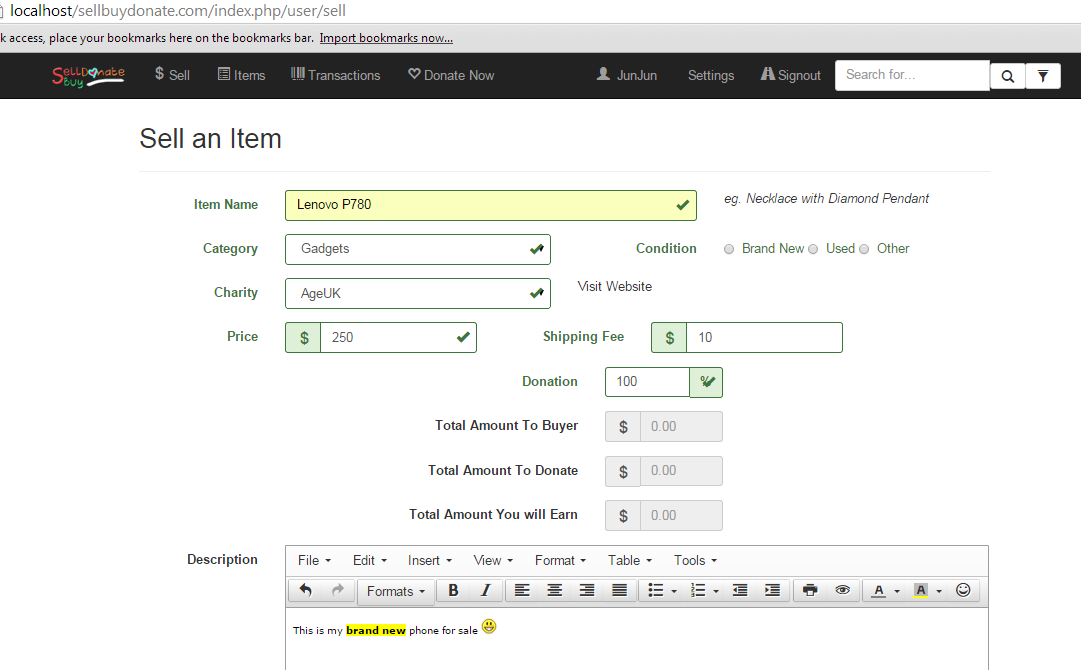 localhost/sellbuydonate.com/index.php/user/sell
k access, place your bookmarks here on the bookmarks bar. Import bookmarks now...
SellDonate Buy $ Sell Items Transactions Donate Now JunJun Settings Signout Search for...
Sell an Item
Item Name Lenovo P780 eg. Necklace with Diamond Pendant
Category Gadgets Condition Brand New Used Other
Charity AgeUK Visit Website
Price $ 250 Shipping Fee $ 10
Donation 100 %
Total Amount To Buyer $ 0.00
Total Amount To Donate $ 0.00
Total Amount You will Earn $ 0.00
Description File Edit Insert View Format Table Tools
Formats B I A A
This is my brand new phone for sale